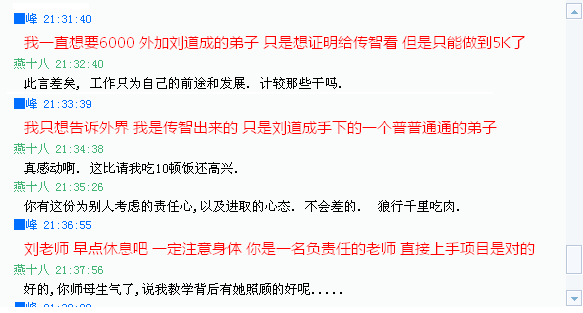 峰 21:31:40
我一直想要6000 外加刘道成的弟子 只是想证明给传智看 但是只能做到5K了
燕十八 21:32:40
此言差矣, 工作只为自己的前途和发展. 计较那些干吗.
峰 21:33:39
我只想告诉外界 我是传智出来的 只是刘道成手下的一个普普通通的弟子
燕十八 21:34:38
真感动啊. 这比请我吃10顿饭还高兴.
燕十八 21:35:26
你有这份为别人考虑的责任心,以及进取的心态. 不会差的. 狼行千里吃肉.
峰 21:36:55
刘老师 早点休息吧 一定注意身体 你是一名负责任的老师 直接上手项目是对的
燕十八 21:37:56
好的,你师母生气了,说我教学背后有她照顾的好呢.....